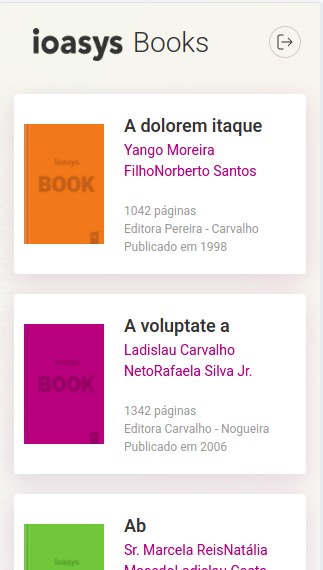 ioasys Books
ioasys
BOOK
A dolorem itaque
Yango Moreira
FilhoNorberto Santos
1042 páginas
Editora Pereira - Carvalho
Publicado em 1998
ioasys
BOOK
A voluptate a
Ladislau Carvalho
NetoRafaela Silva Jr.
1342 páginas
Editora Carvalho - Nogueira
Publicado em 2006
ioasys
Ab
Sr. Marcela ReisNatália
MacedoLadislau Costa